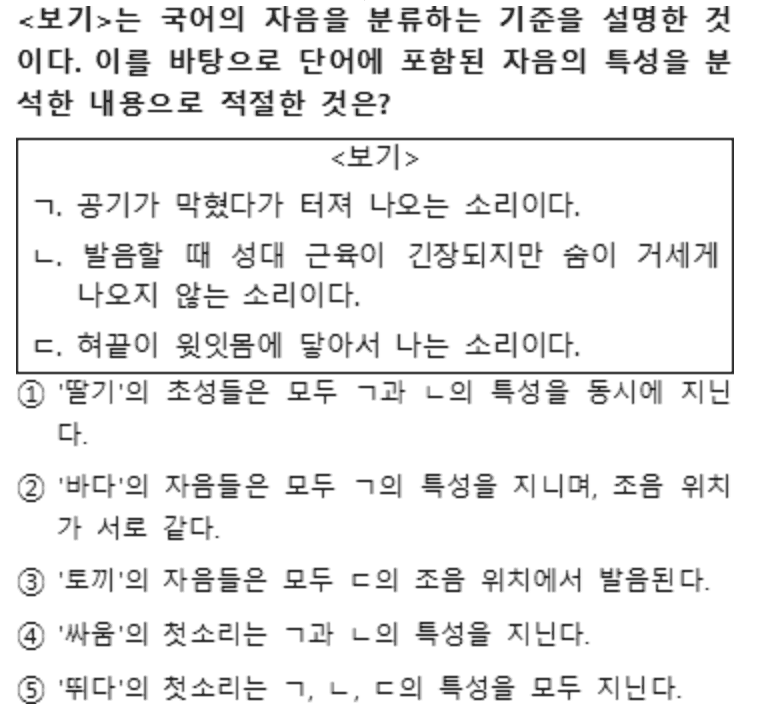 <보기>는 국어의 자음을 분류하는 기준을 설명한 것
이다. 이를 바탕으로 단어에 포함된 자음의 특성을 분
석한 내용으로 적절한 것은?
<보기>
ㄱ. 공기가 막혔다가 터져 나오는 소리이다.
ㄴ. 발음할 때 성대 근육이 긴장되지만 숨이 거세게
나오지 않는 소리이다.
ㄷ. 혀끝이 윗잇몸에 닿아서 나는 소리이다.
① '딸기'의 초성들은 모두 ㄱ과 ㄴ의 특성을 동시에 지닌
다.
② '바다'의 자음들은 모두 ㄱ의 특성을 지니며, 조음 위치
가 서로 같다.
③ '토끼'의 자음들은 모두 ㄷ의 조음 위치에서 발음된다.
④ '싸움'의 첫소리는 ㄱ과 ㄴ의 특성을 지닌다.
⑤ '뛰다'의 첫소리는 ㄱ, ㄴ, ㄷ의 특성을 모두 지닌다.